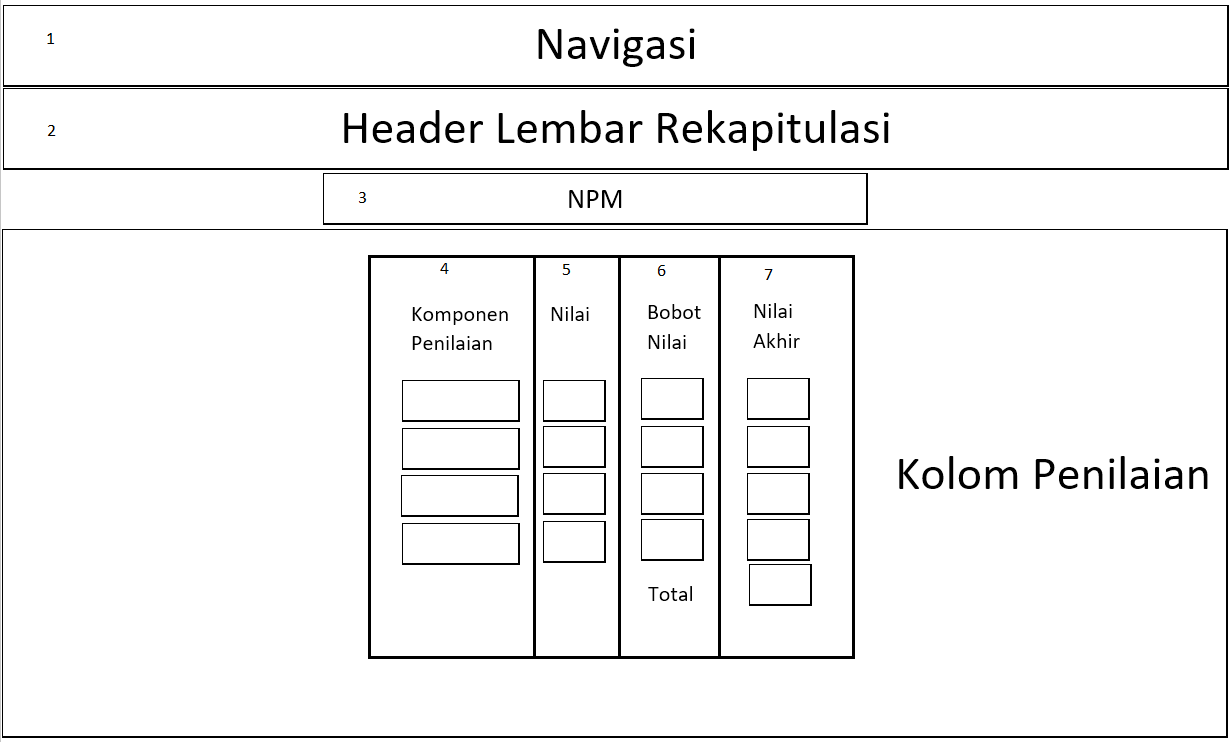 1
Navigasi
2
Header Lembar Rekapitulasi
3
NPM
4
5
6
7
Komponen
Penilaian
Nilai
Bobot
Nilai
Nilai
Akhir
Kolom Penilaian
Total